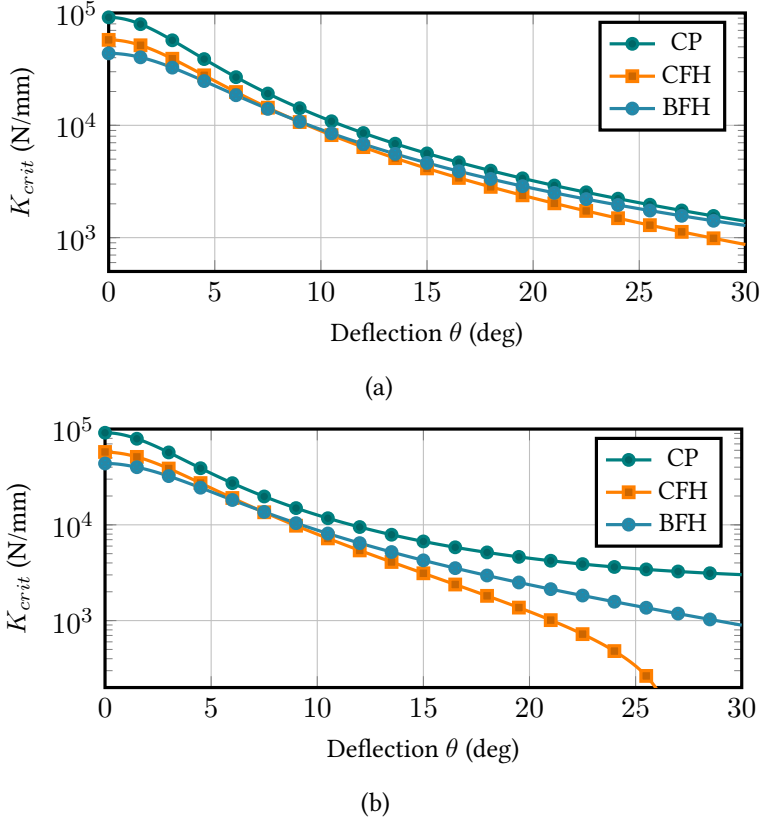 10^5
10^4
10^3
K_crit (N/mm)
CP
CFH
BFH
0 5 10 15 20 25 30
Deflection θ (deg)
(a)
10^5
10^4
10^3
K_crit (N/mm)
CP
CFH
BFH
0 5 10 15 20 25 30
Deflection θ (deg)
(b)